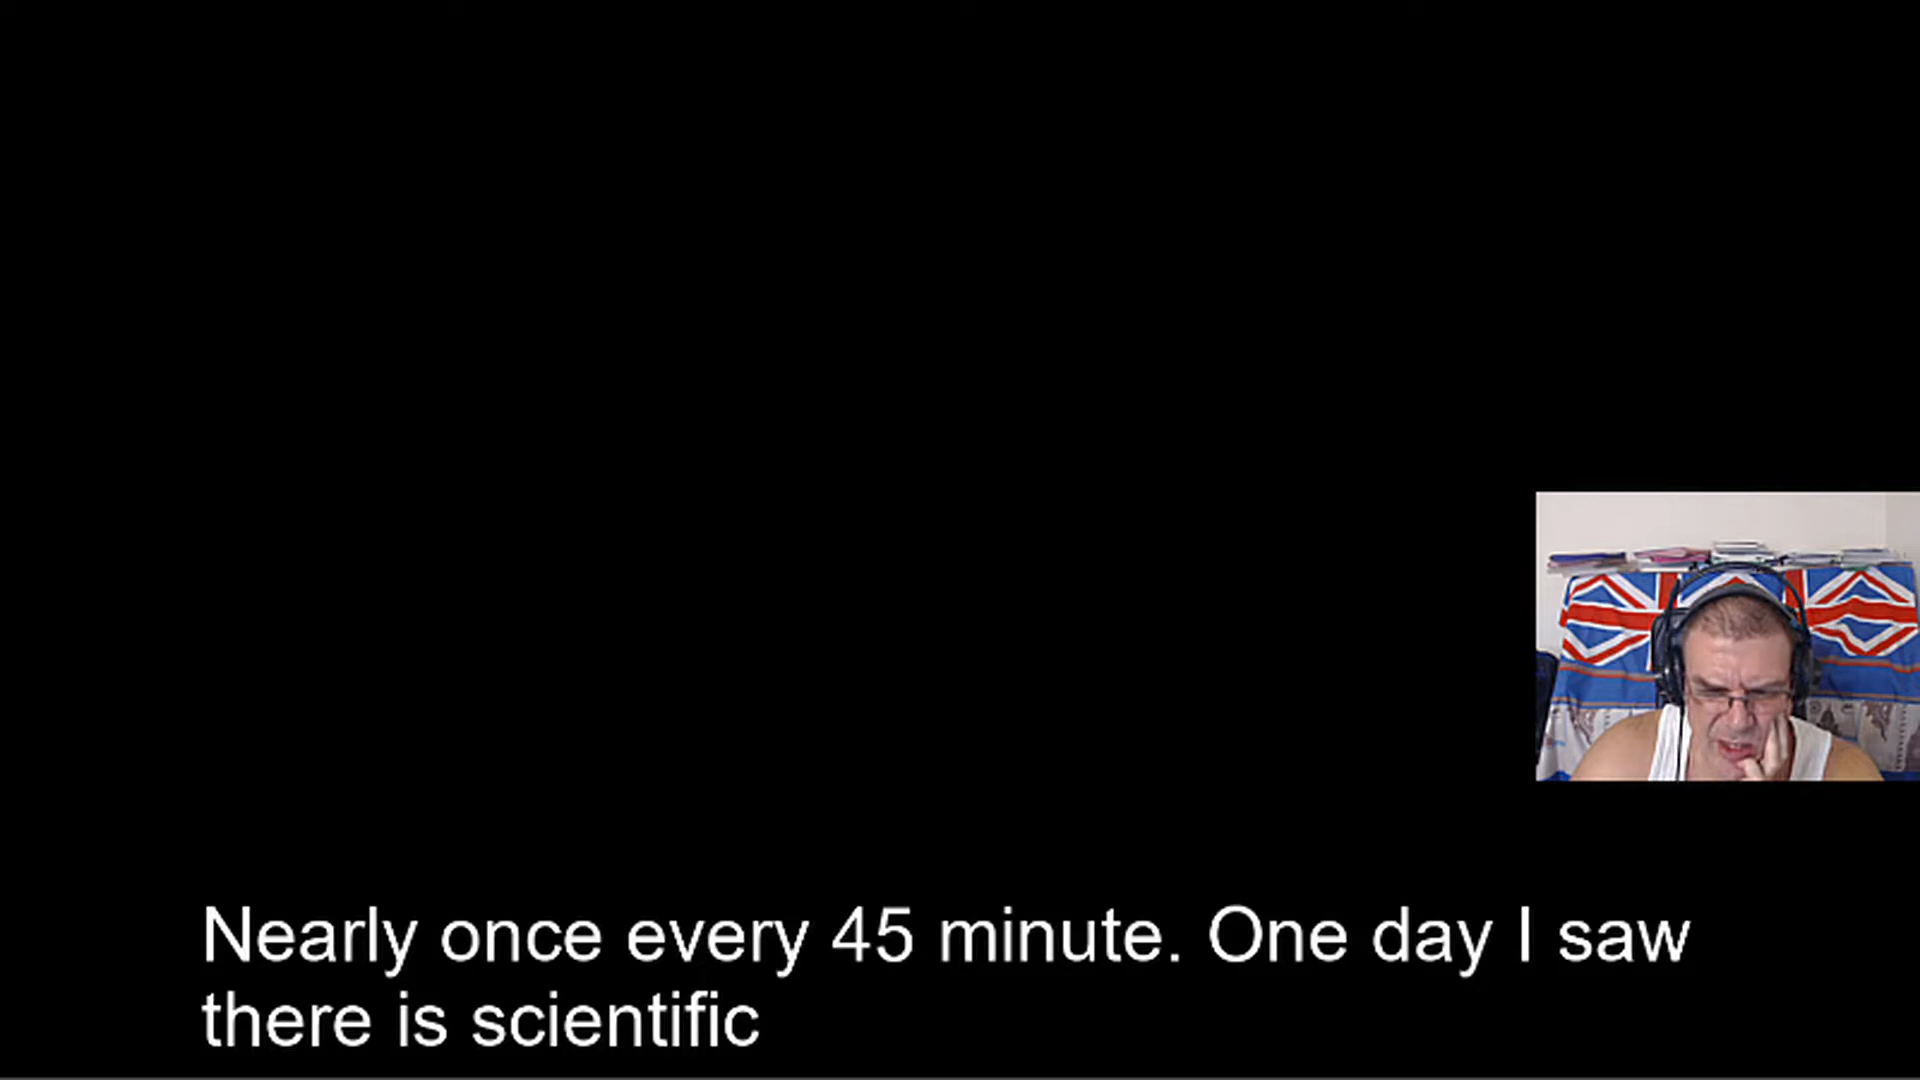 Nearly once every 45 minute. One day I saw
there is scientific